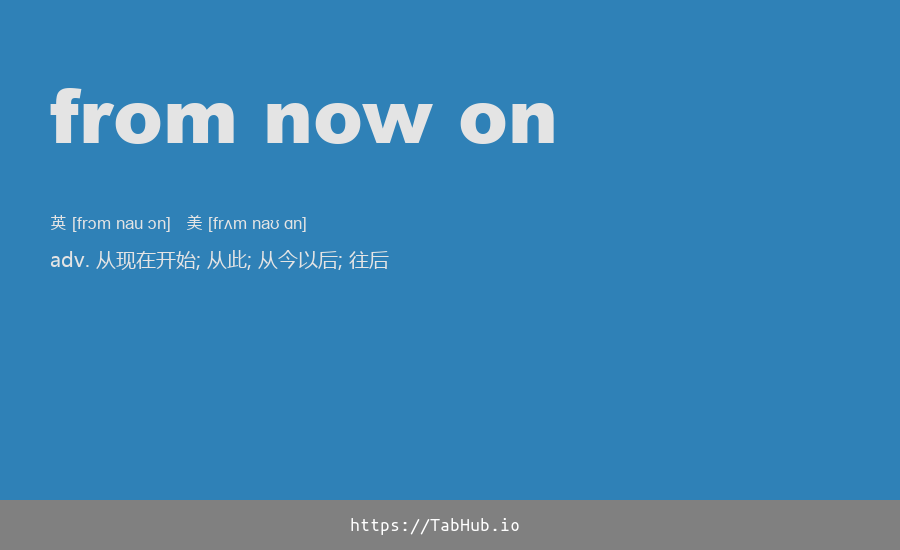 from now on
英 [frɔm nau ɔn] 美 [frʌm naʊ ɑn]
adv. 从现在开始; 从此; 从今以后; 往后
https://TabHub.io